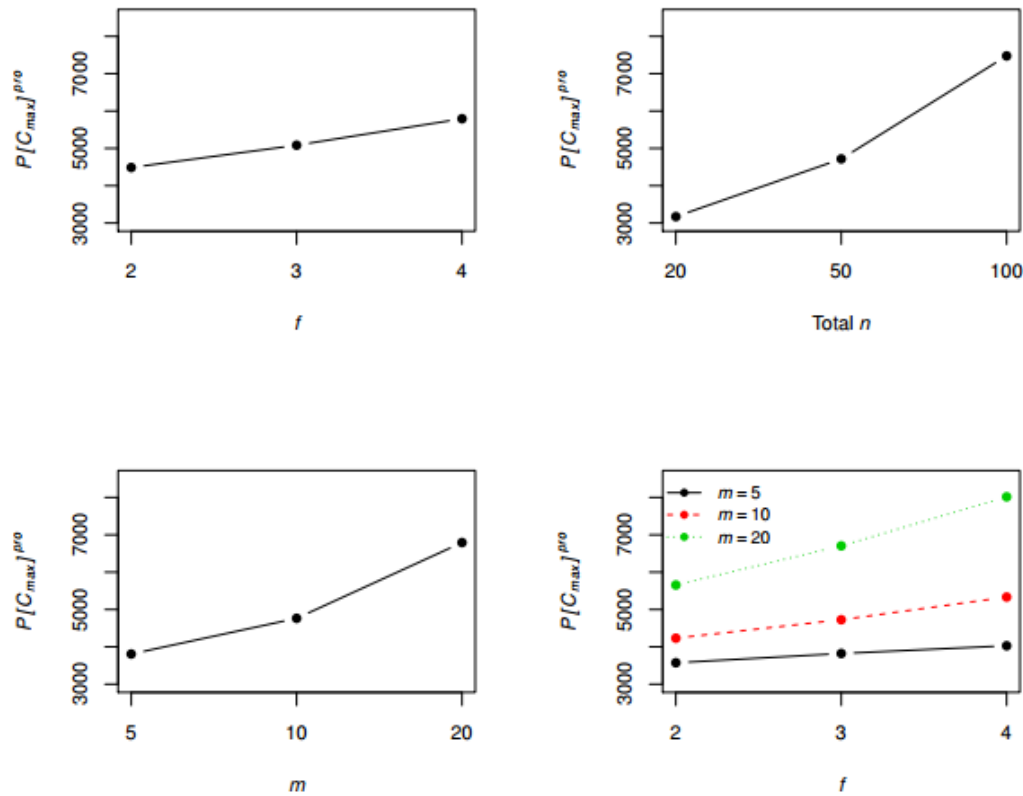 P[C_max]^pro
7000
5000
3000
2 3 4
f
P[C_max]^pro
7000
5000
3000
20 50 100
Total n
P[C_max]^pro
7000
5000
3000
5 10 20
m
P[C_max]^pro
7000
5000
3000
m = 5
m = 10
m = 20
2 3 4
f